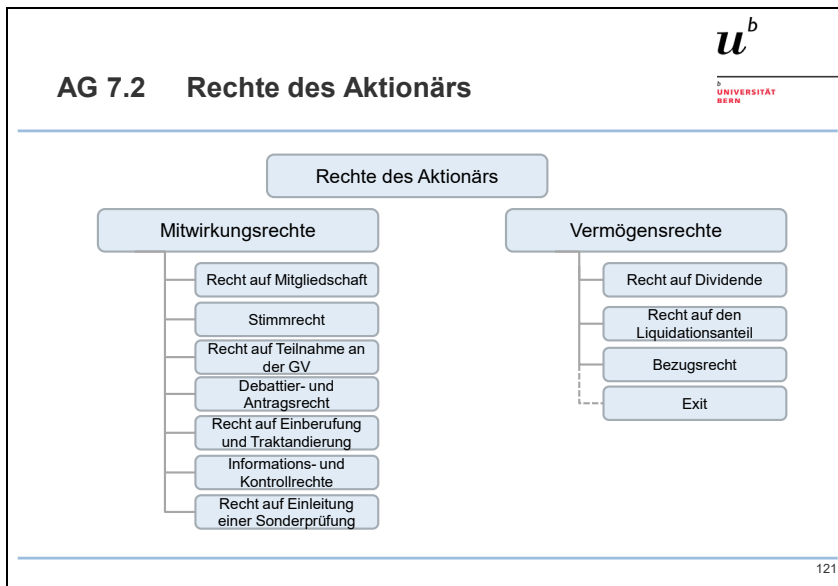 u^b
AG 7.2 Rechte des Aktionärs
b
UNIVERSITÄT
BERN
Rechte des Aktionärs
Mitwirkungsrechte
Recht auf Mitgliedschaft
Stimmrecht
Recht auf Teilnahme an
der GV
Debattier- und
Antragsrecht
Recht auf Einberufung
und Traktandierung
Informations- und
Kontrollrechte
Recht auf Einleitung
einer Sonderprüfung
Vermögensrechte
Recht auf Dividende
Recht auf den
Liquidationsanteil
Bezugsrecht
Exit
121